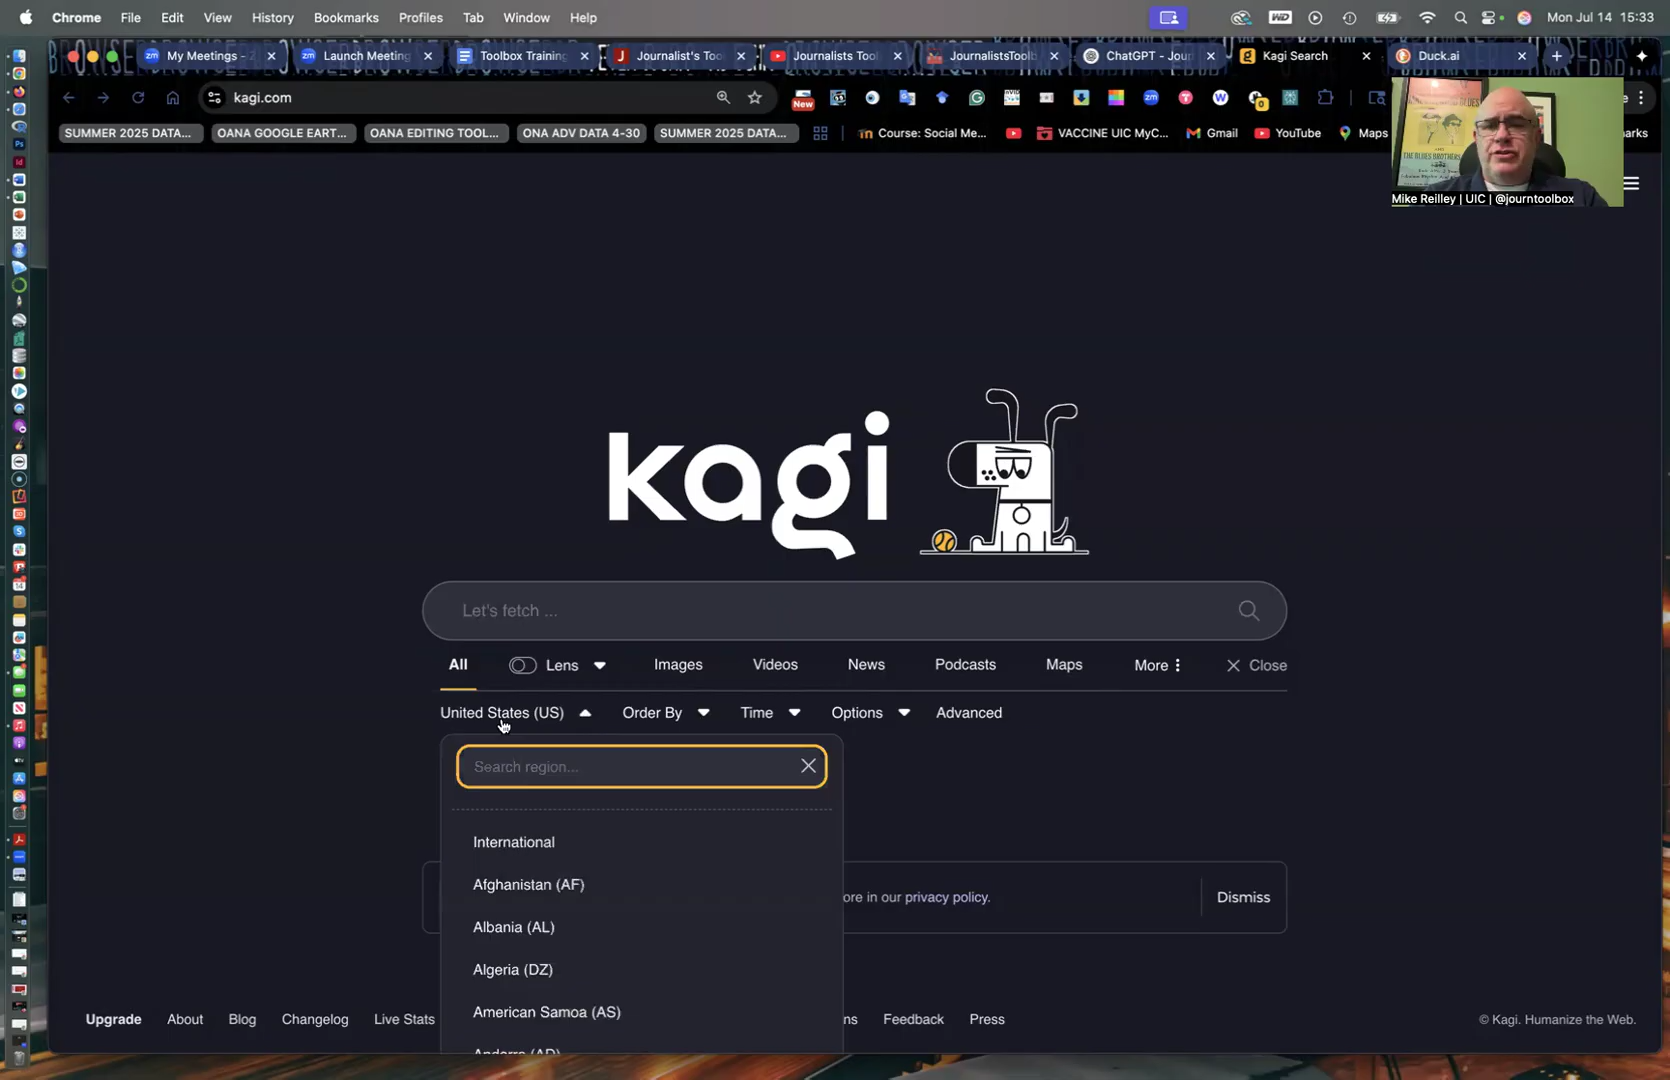 Chrome File Edit View History Bookmarks Profiles Tab Window Help Mon Jul 14 15:33
My Meetings - Z Launch Meeting Toolbox Training Journalist's Too Journalists Tool JournalistsToolb ChatGPT - Jour Kagi Search Duck.ai
kagi.com New
SUMMER 2025 DATA... OANA GOOGLE EART... OANA EDITING TOOL... ONA ADV DATA 4-30 SUMMER 2025 DATA... Course: Social Me... VACCINE UIC MyC... Gmail YouTube Maps
Mike Reilley | UIC | @journtoolbox
kagi
Let's fetch ...
All Lens Images Videos News Podcasts Maps More Close
United States (US) Order By Time Options Advanced
Search region...
International
Afghanistan (AF)
ore in our privacy policy. Dismiss
Albania (AL)
Algeria (DZ)
American Samoa (AS)
Andorra (AD)
Upgrade About Blog Changelog Live Stats ns Feedback Press © Kagi. Humanize the Web.